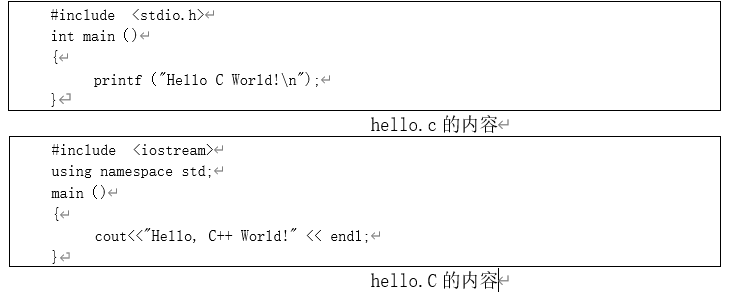 #include <stdio.h>
int main ()
{
printf ("Hello C World!\n");
}
hello.c 的内容
#include <iostream>
using namespace std;
main ()
{
cout<<"Hello, C++ World!" << endl;
}
hello.C 的内容